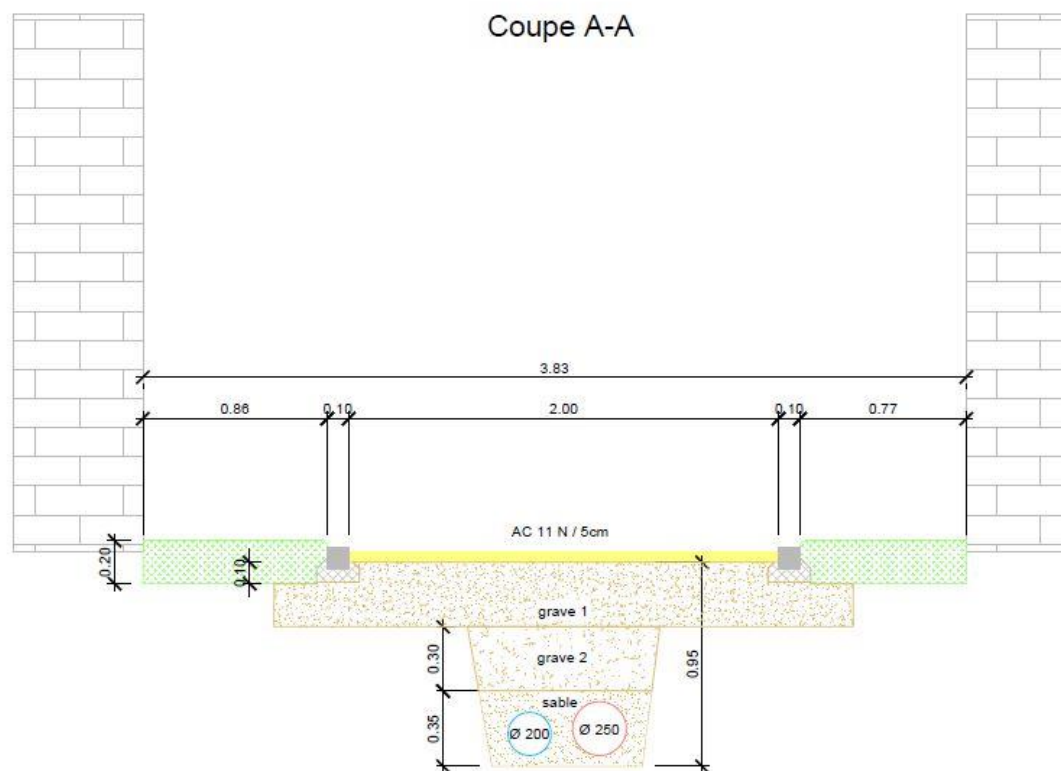 Coupe A-A
3.83
0.86
0.10
2.00
0.10
0.77
AC 11 N / 5cm
0.20
0.10
grave 1
0.30
grave 2
0.95
sable
0.35
Ø 200
Ø 250